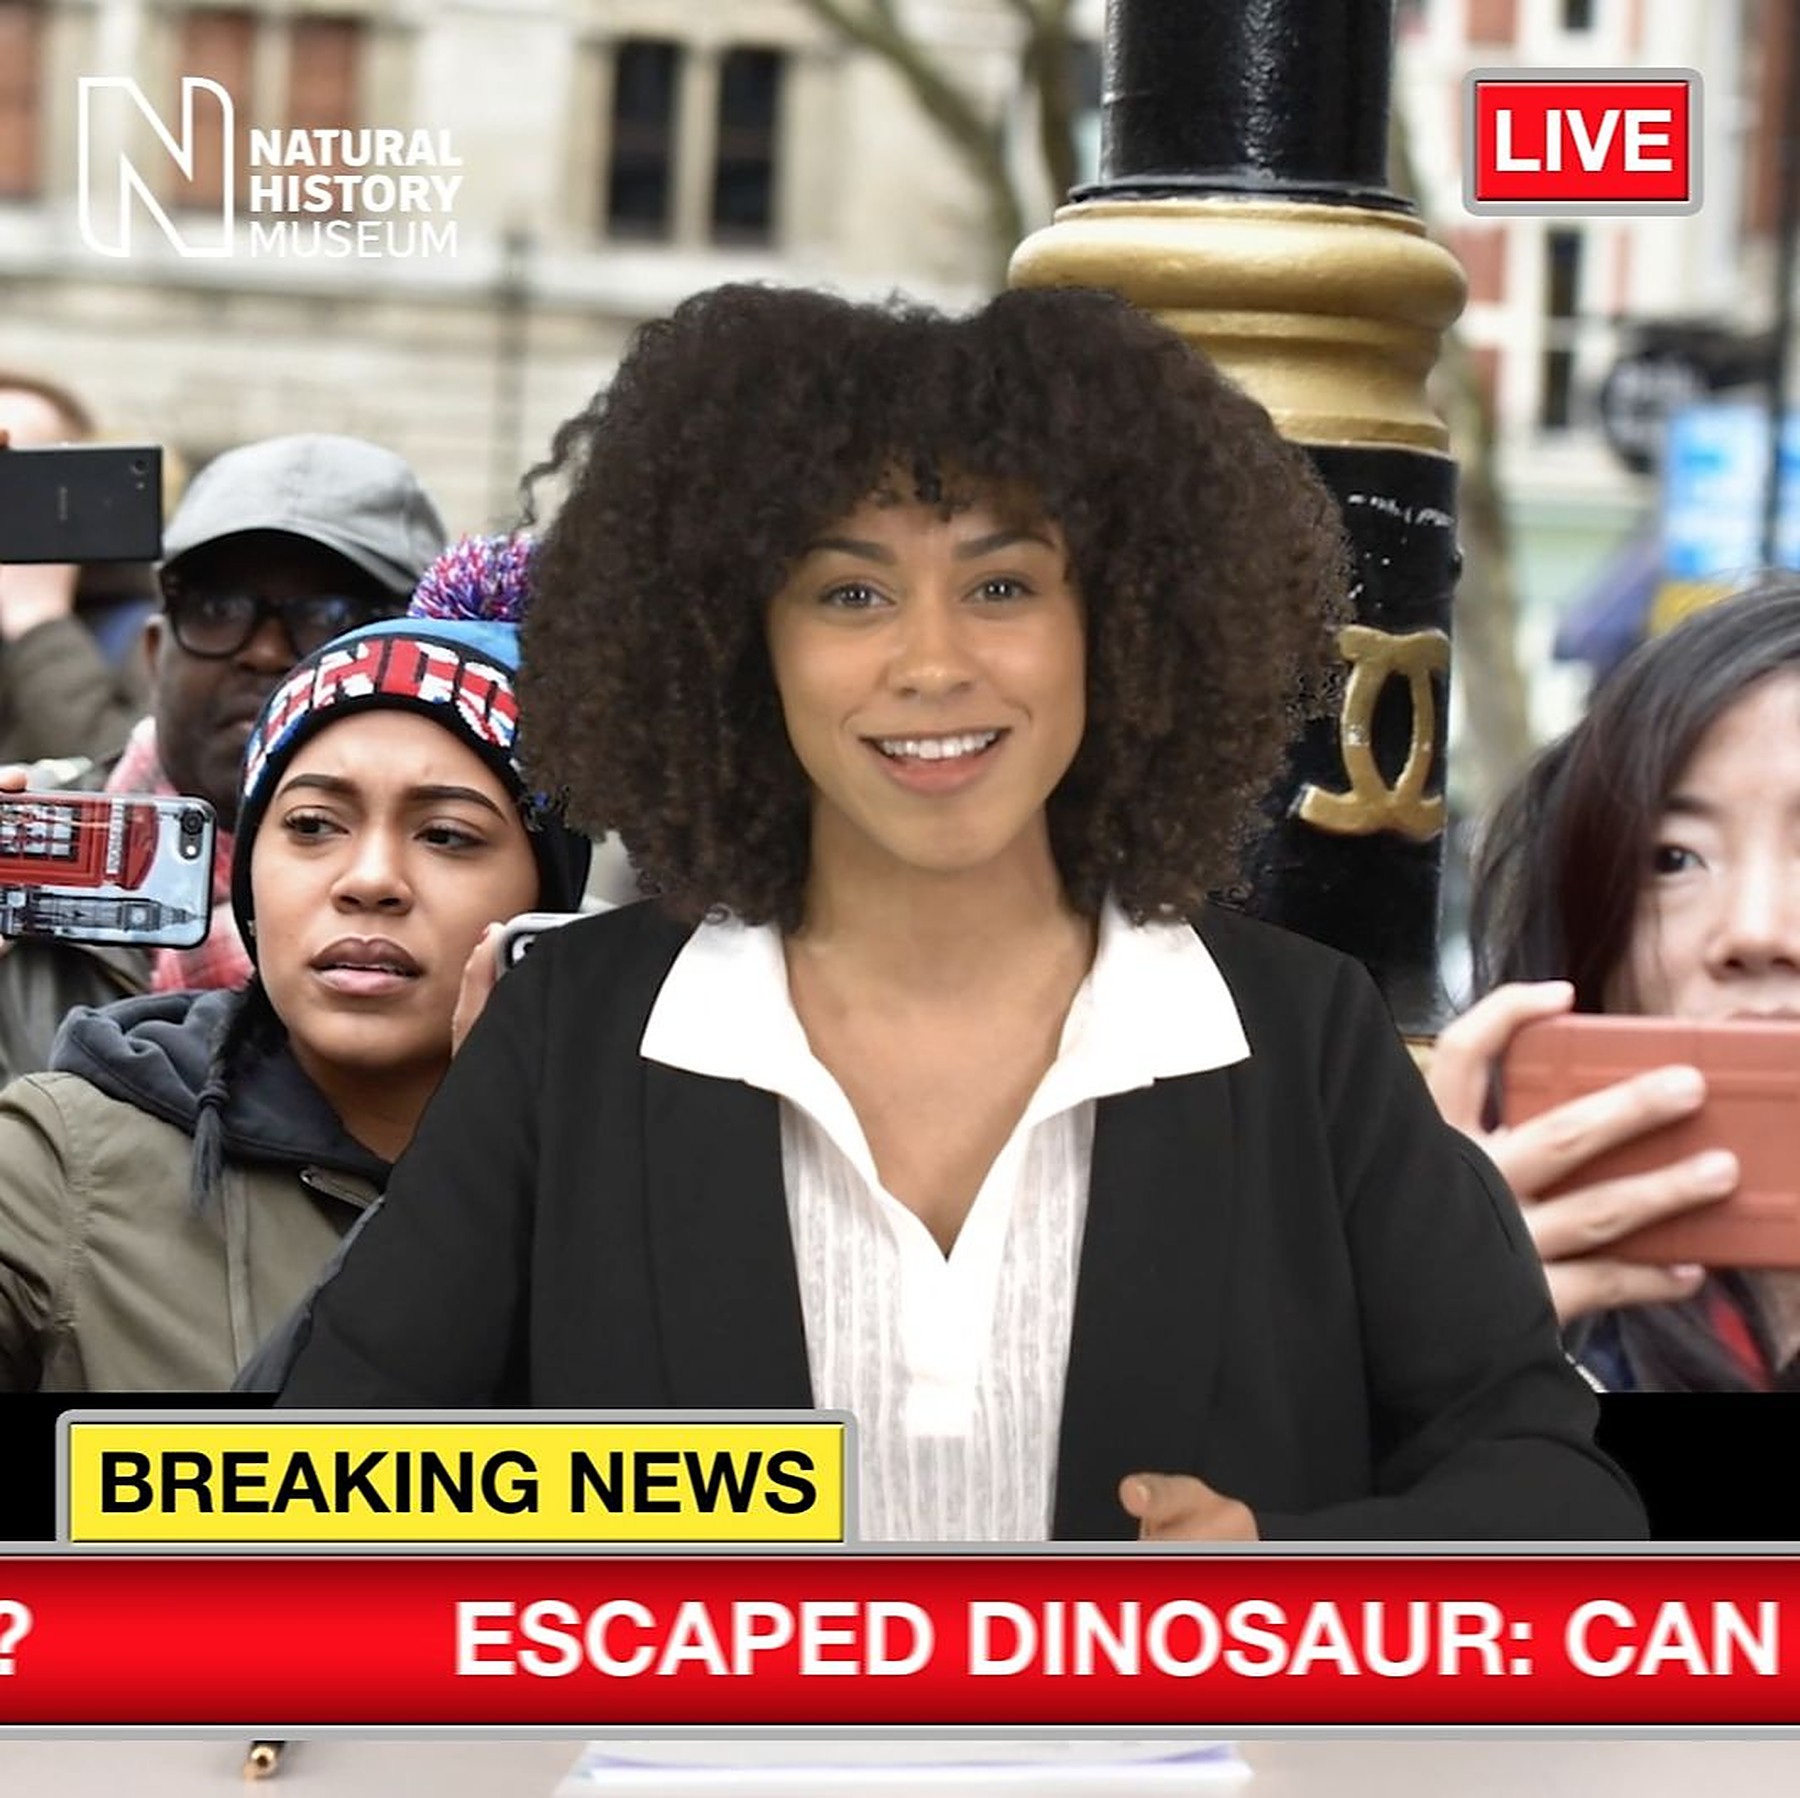 NATURAL
HISTORY
MUSEUM
LIVE
BREAKING NEWS
? ESCAPED DINOSAUR: CAN